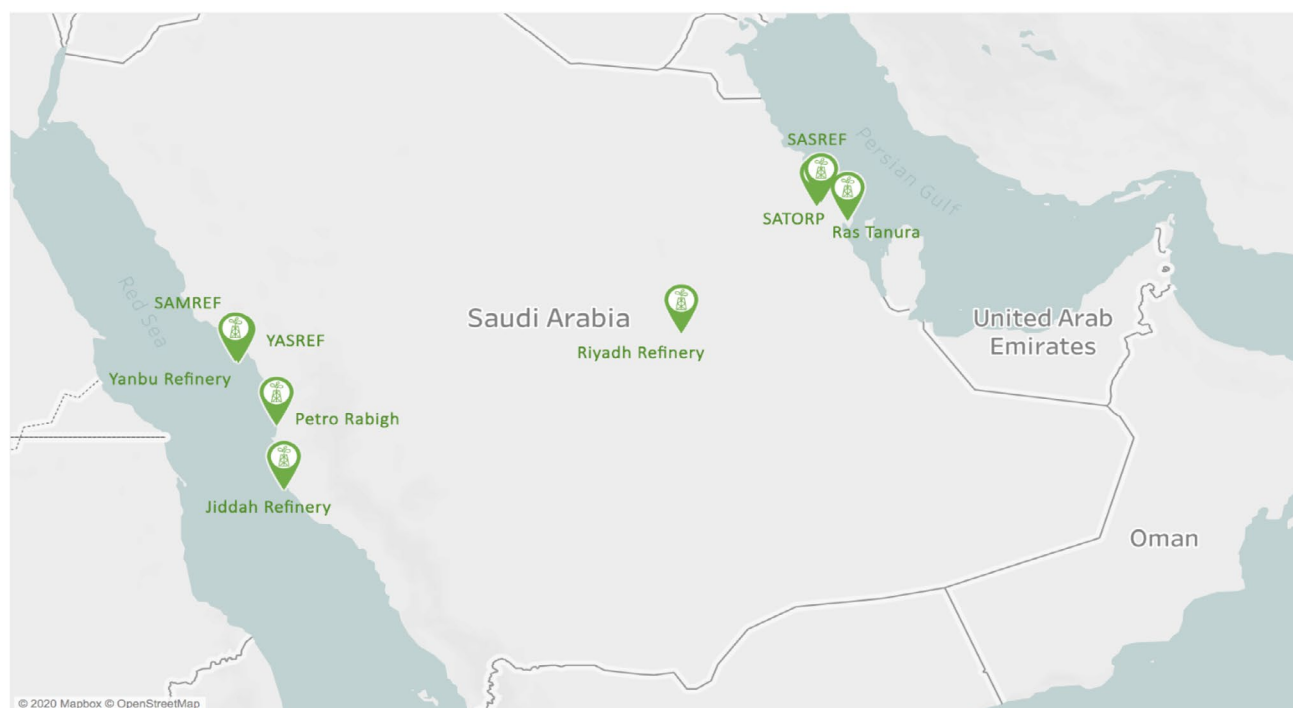 SASREF
Persian Gulf
SATORP
Ras Tanura
Red Sea
SAMREF
YASREF
Saudi Arabia
United Arab
Emirates
Riyadh Refinery
Yanbu Refinery
Petro Rabigh
Jiddah Refinery
Oman
© 2020 Mapbox © OpenStreetMap